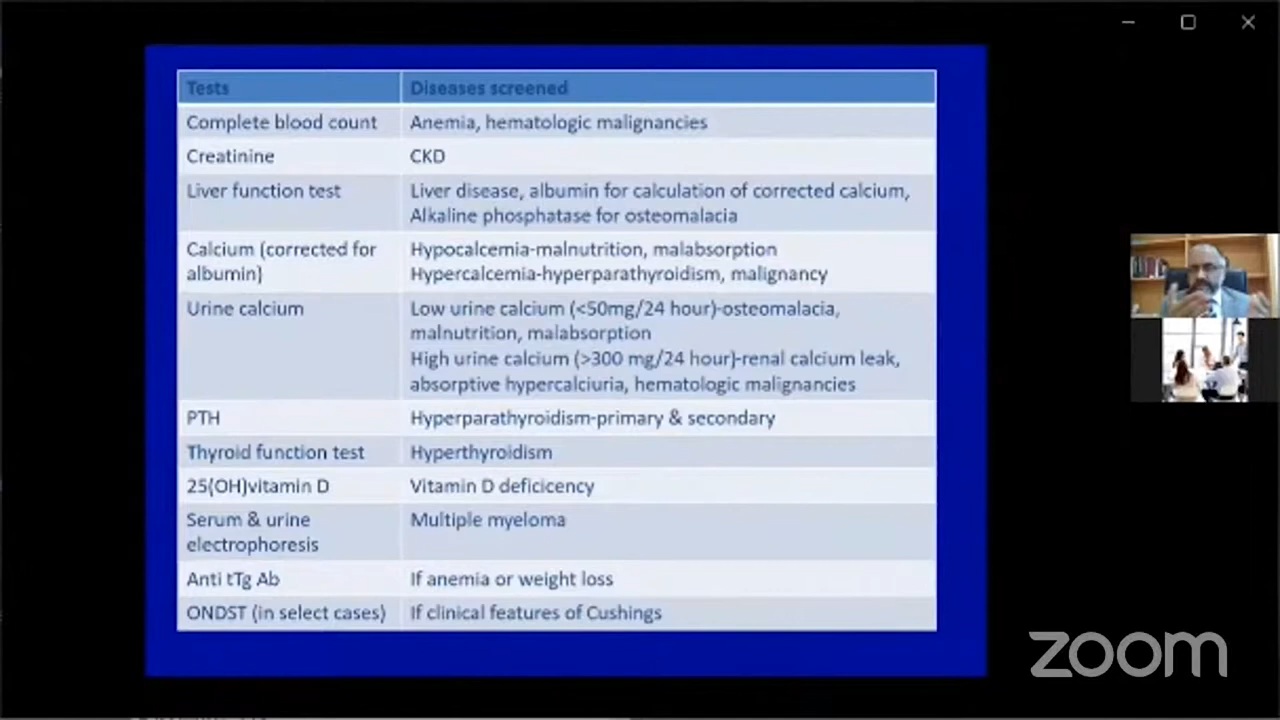 Tests Diseases screened
Complete blood count Anemia, hematologic malignancies
Creatinine CKD
Liver function test Liver disease, albumin for calculation of corrected calcium,
Alkaline phosphatase for osteomalacia
Calcium (corrected for Hypocalcemia-malnutrition, malabsorption
albumin) Hypercalcemia-hyperparathyroidism, malignancy
Urine calcium Low urine calcium (<50mg/24 hour)-osteomalacia,
malnutrition, malabsorption
High urine calcium (>300 mg/24 hour)-renal calcium leak,
absorptive hypercalciuria, hematologic malignancies
PTH Hyperparathyroidism-primary & secondary
Thyroid function test Hyperthyroidism
25(OH)vitamin D Vitamin D deficicency
Serum & urine Multiple myeloma
electrophoresis
Anti tTg Ab If anemia or weight loss
ONDST (in select cases) If clinical features of Cushings
zoom